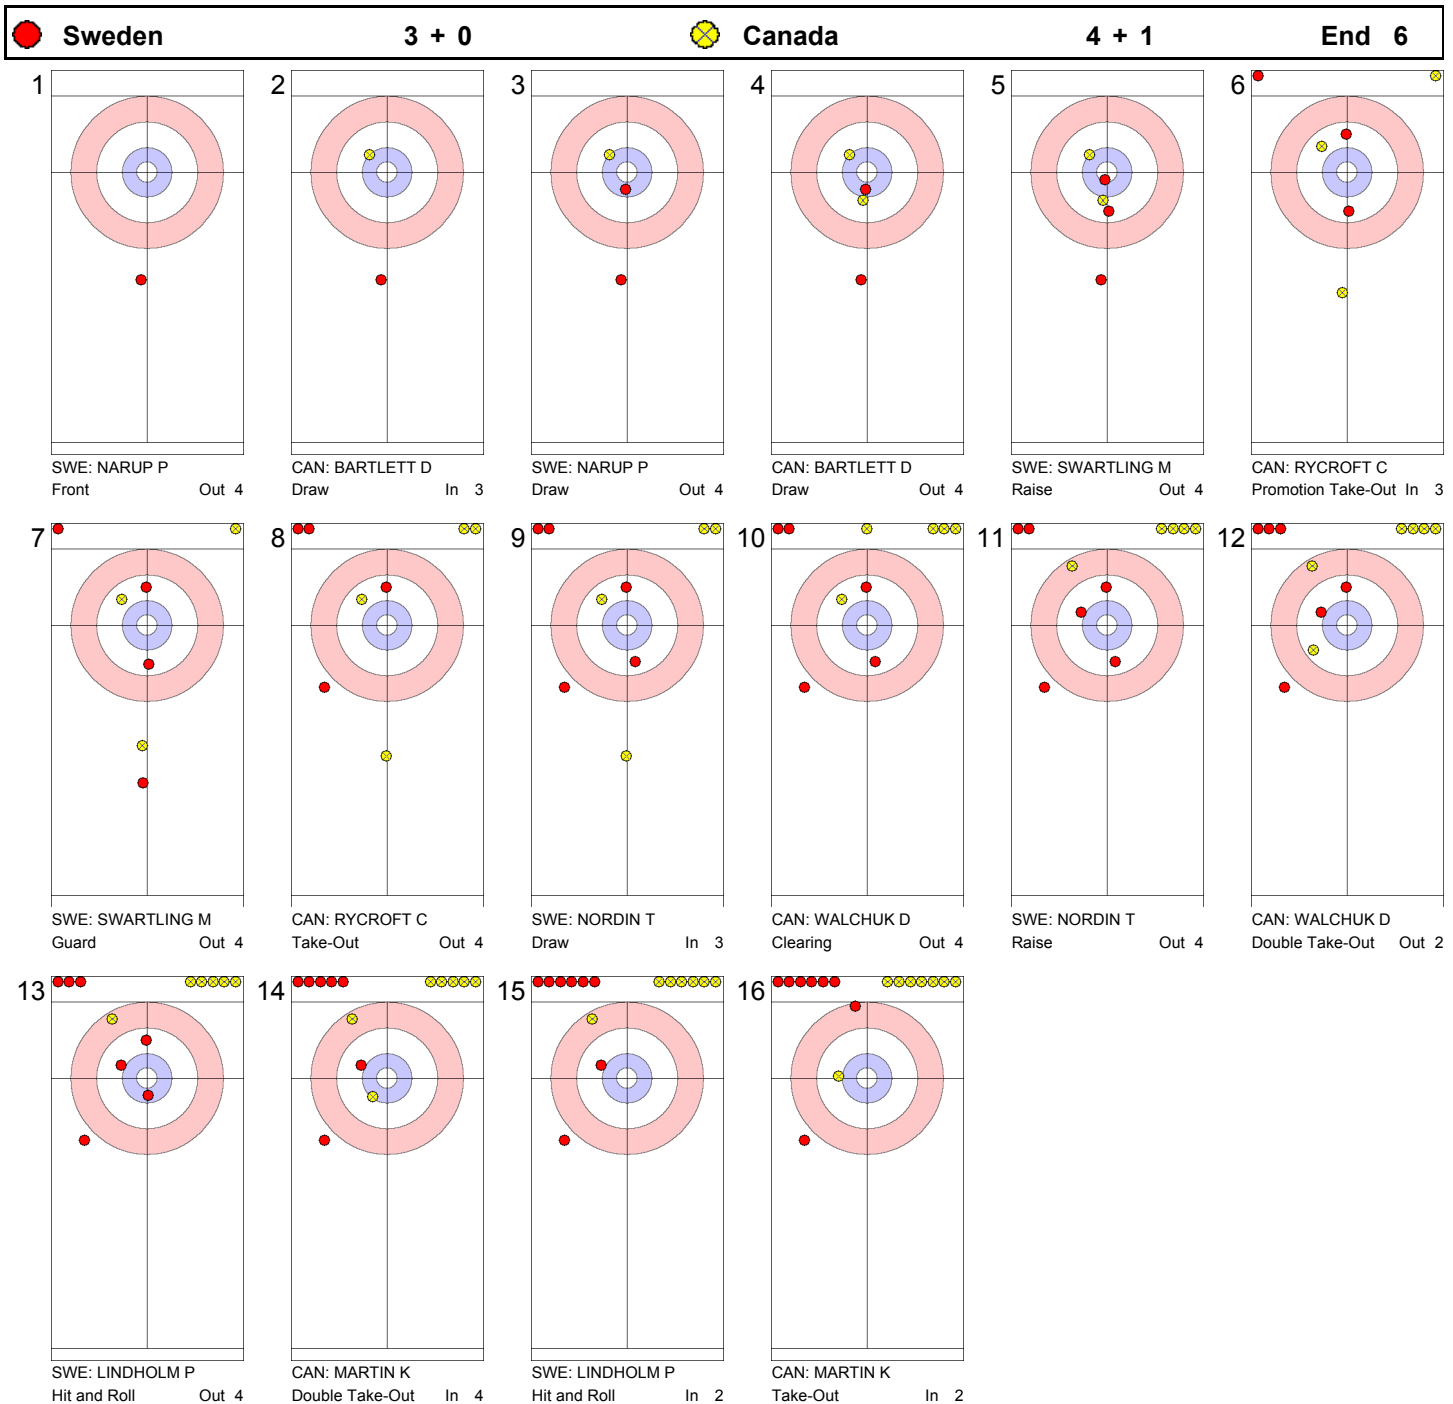 Sweden 3 + 0 Canada 4 + 1 End 6
1 2 3 4 5 6
SWE: NARUP P CAN: BARTLETT D SWE: NARUP P CAN: BARTLETT D SWE: SWARTLING M CAN: RYCROFT C
Front Out 4 Draw In 3 Draw Out 4 Draw Out 4 Raise Out 4 Promotion Take-Out In 3
7 8 9 10 11 12
SWE: SWARTLING M CAN: RYCROFT C SWE: NORDIN T CAN: WALCHUK D SWE: NORDIN T CAN: WALCHUK D
Guard Out 4 Take-Out Out 4 Draw In 3 Clearing Out 4 Raise Out 4 Double Take-Out Out 2
13 14 15 16
SWE: LINDHOLM P CAN: MARTIN K SWE: LINDHOLM P CAN: MARTIN K
Hit and Roll Out 4 Double Take-Out In 4 Hit and Roll In 2 Take-Out In 2